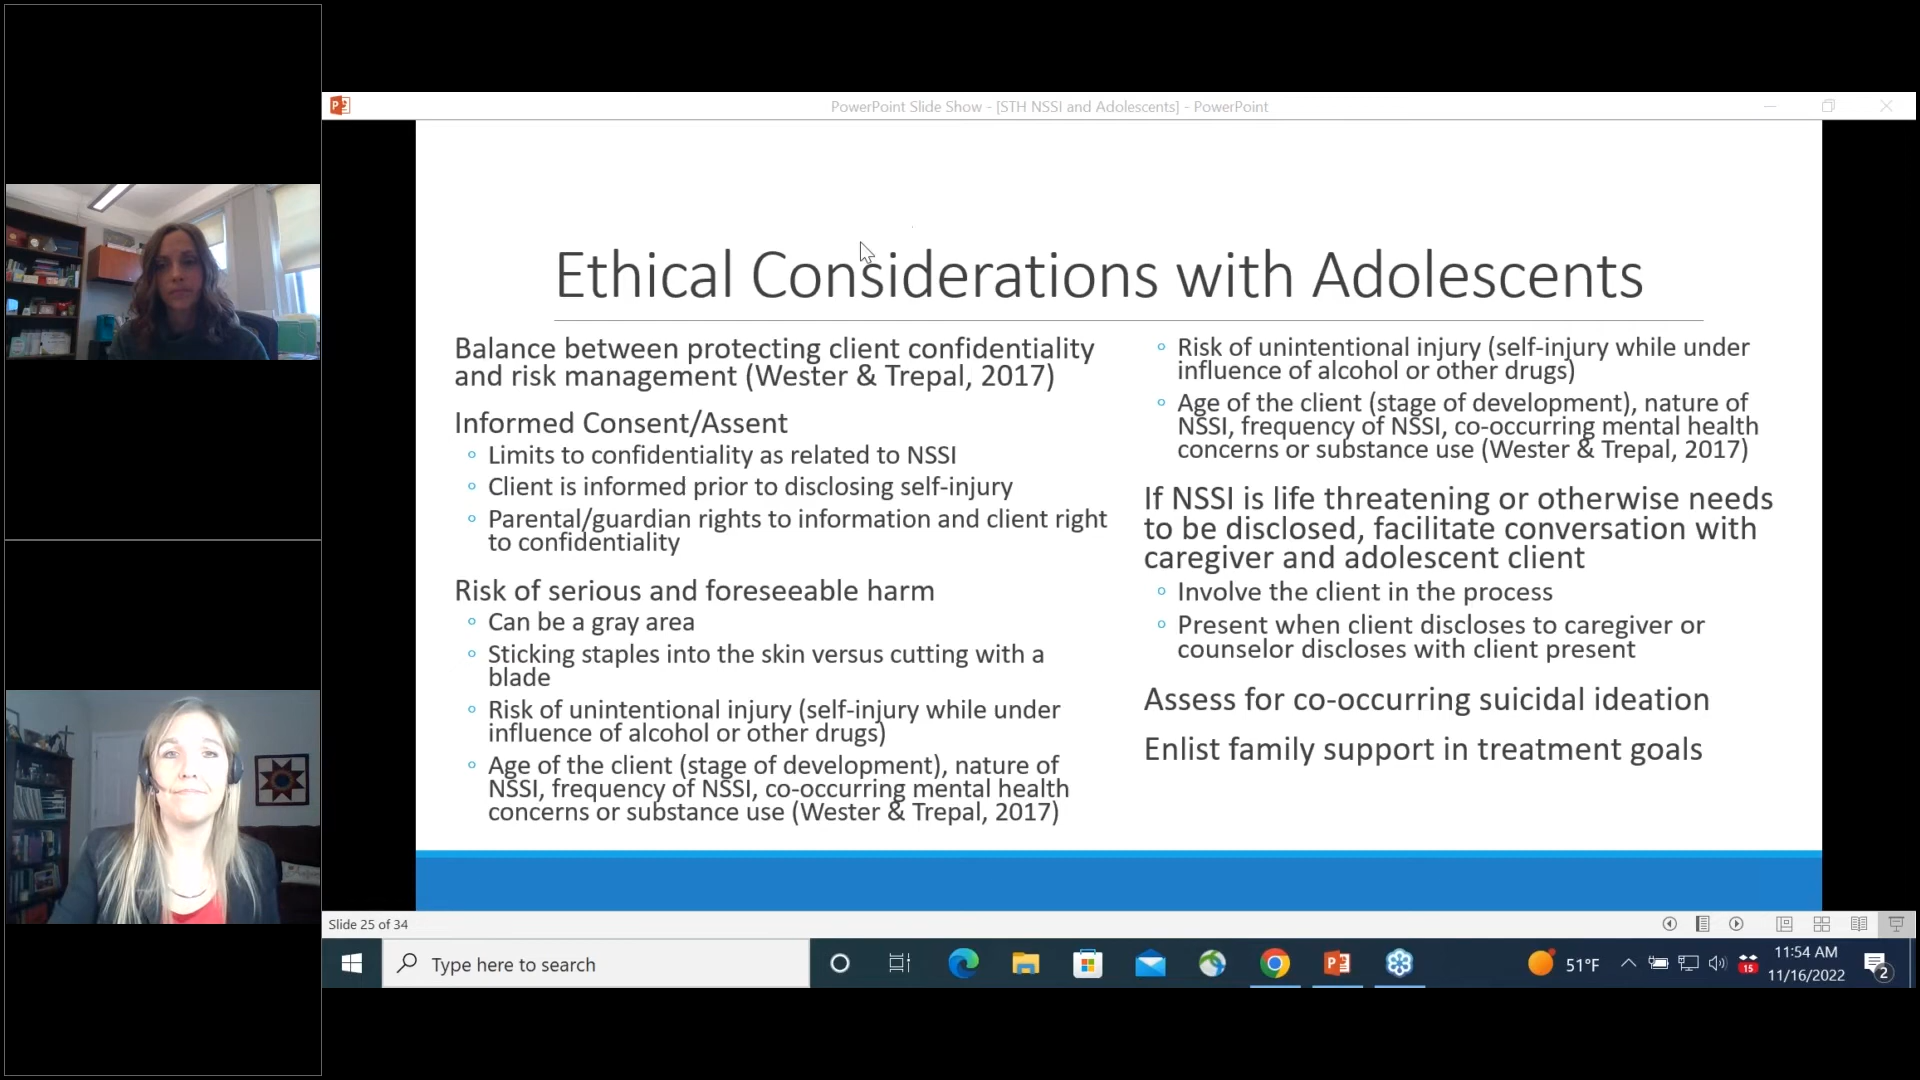 PowerPoint Slide Show - [STH NSSI and Adolescents] - PowerPoint
Ethical Considerations with Adolescents
Balance between protecting client confidentiality
and risk management (Wester & Trepal, 2017)
Informed Consent/Assent
Limits to confidentiality as related to NSSI
Client is informed prior to disclosing self-injury
Parental/guardian rights to information and client right
to confidentiality
Risk of serious and foreseeable harm
Can be a gray area
Sticking staples into the skin versus cutting with a
blade
Risk of unintentional injury (self-injury while under
influence of alcohol or other drugs)
Age of the client (stage of development), nature of
NSSI, frequency of NSSI, co-occurring mental health
concerns or substance use (Wester & Trepal, 2017)
Risk of unintentional injury (self-injury while under
influence of alcohol or other drugs)
Age of the client (stage of development), nature of
NSSI, frequency of NSSI, co-occurring mental health
concerns or substance use (Wester & Trepal, 2017)
If NSSI is life threatening or otherwise needs
to be disclosed, facilitate conversation with
caregiver and adolescent client
Involve the client in the process
Present when client discloses to caregiver or
counselor discloses with client present
Assess for co-occurring suicidal ideation
Enlist family support in treatment goals
Slide 25 of 34
Type here to search
51°F
15
11:54 AM
11/16/2022
2